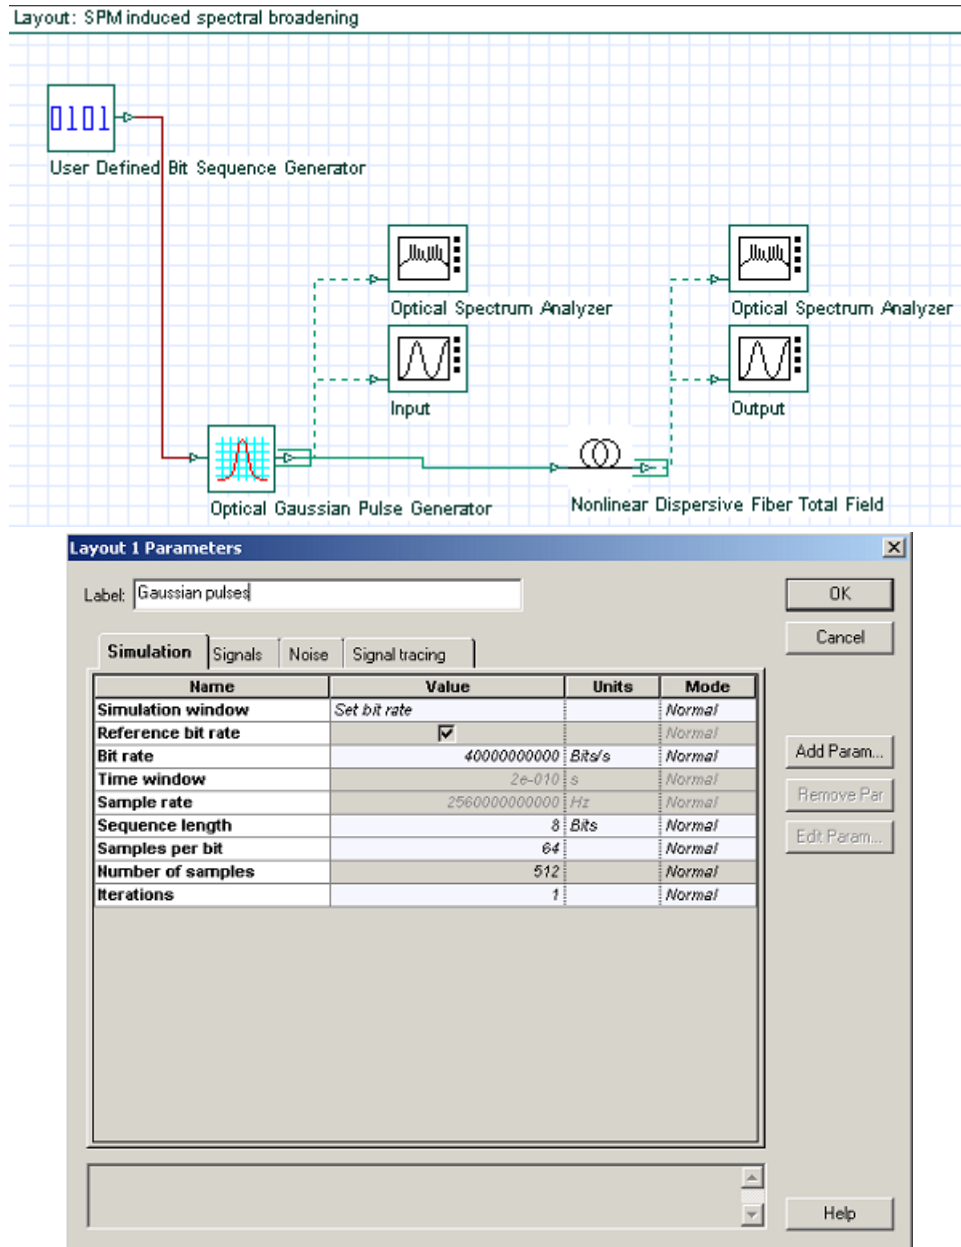 Layout: SPM induced spectral broadening
0101
User Defined Bit Sequence Generator
Optical Spectrum Analyzer
Optical Spectrum Analyzer
Input
Output
Optical Gaussian Pulse Generator
Nonlinear Dispersive Fiber Total Field
Layout 1 Parameters
Label: Gaussian pulses
OK
Cancel
Simulation Signals Noise Signal tracing
Name Value Units Mode
Simulation window Set bit rate Normal
Reference bit rate Normal
Bit rate 40000000000 Bits/s Normal
Time window 2e-010 s Normal
Sample rate 2560000000000 Hz Normal
Sequence length 8 Bits Normal
Samples per bit 64 Normal
Number of samples 512 Normal
Iterations 1 Normal
Add Param...
Remove Par
Edit Param...
Help